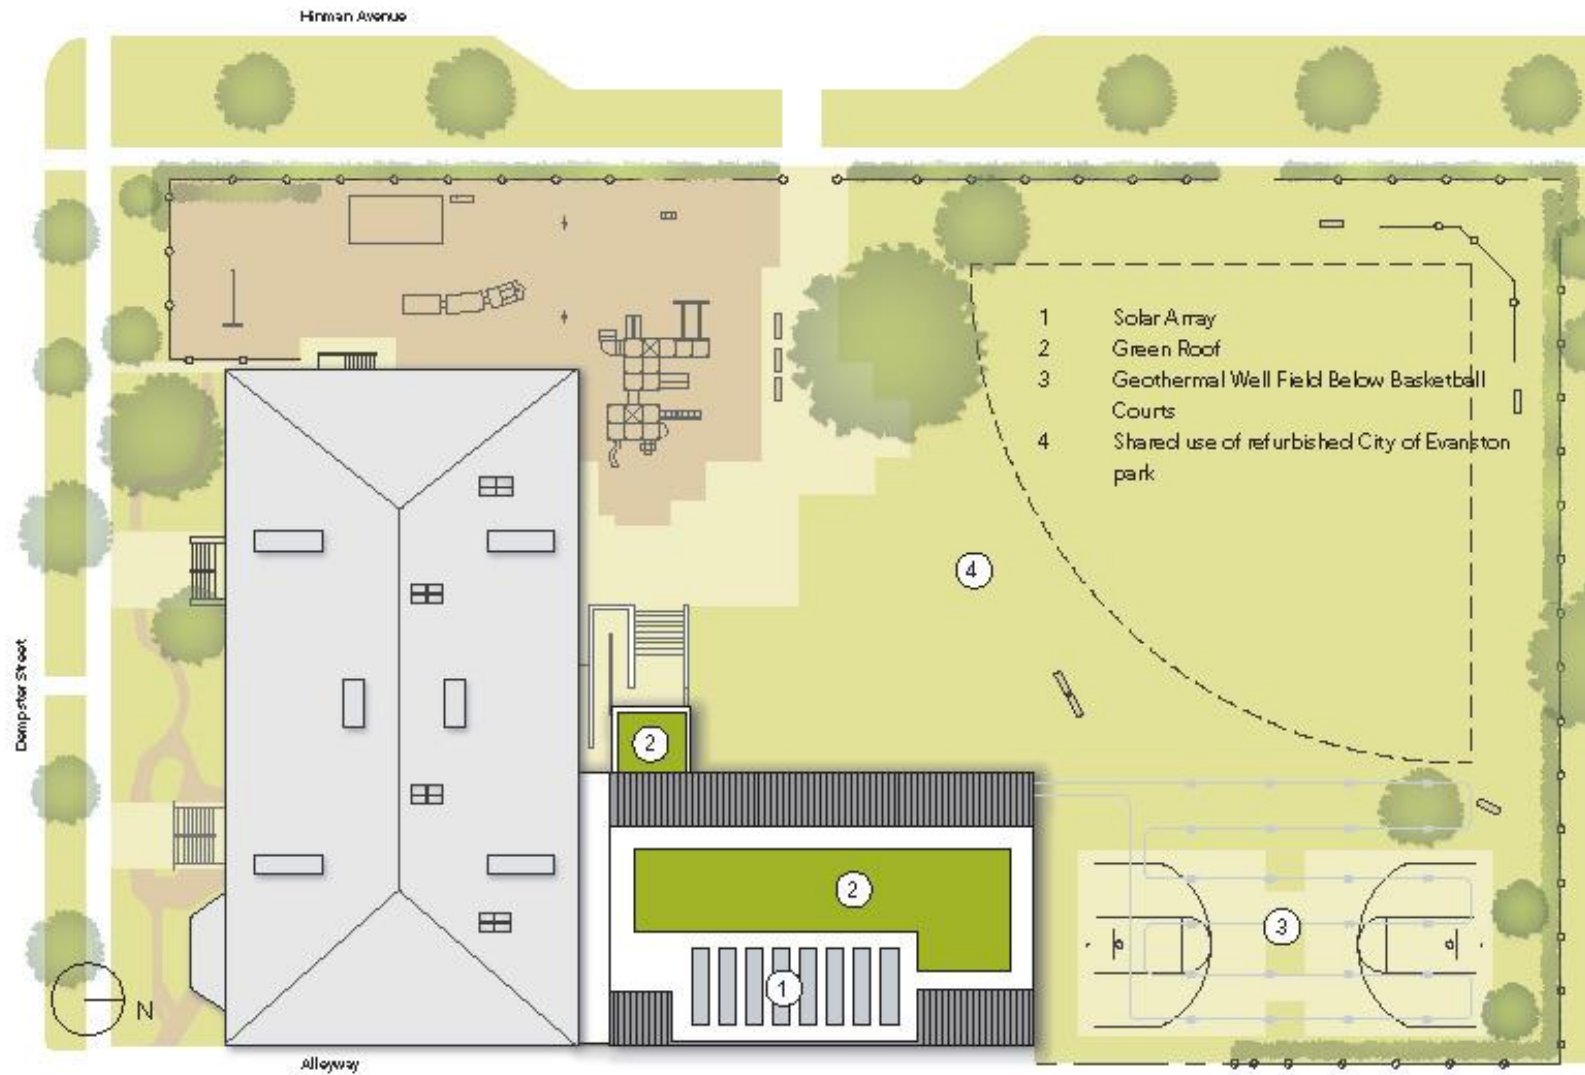 Hinman Avenue
1 Solar Array
2 Green Roof
3 Geothermal Well Field Below Basketball
Courts
4 Shared use of refurbished City of Evanston
park
4
Dempster Street
2
2
3
1
N
Alleyway